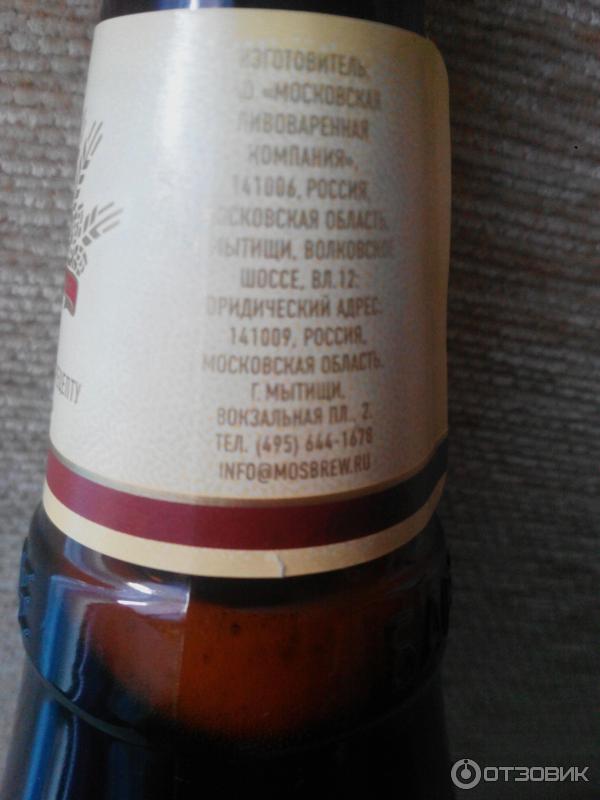 ИЗГОТОВИТЕЛЬ:
«МОСКОВСКАЯ
ПИВОВАРЕННАЯ
КОМПАНИЯ»,
141006, РОССИЯ,
МОСКОВСКАЯ ОБЛАСТЬ,
МЫТИЩИ, ВОЛКОВСКОЕ
ШОССЕ, ВЛ.12;
ЮРИДИЧЕСКИЙ АДРЕС:
141009, РОССИЯ,
МОСКОВСКАЯ ОБЛАСТЬ,
Г. МЫТИЩИ,
ВОКЗАЛЬНАЯ ПЛ., 2.
ТЕЛ. (495) 644-1678
INFO@MOSBREW.RU
ОТЗОВИК